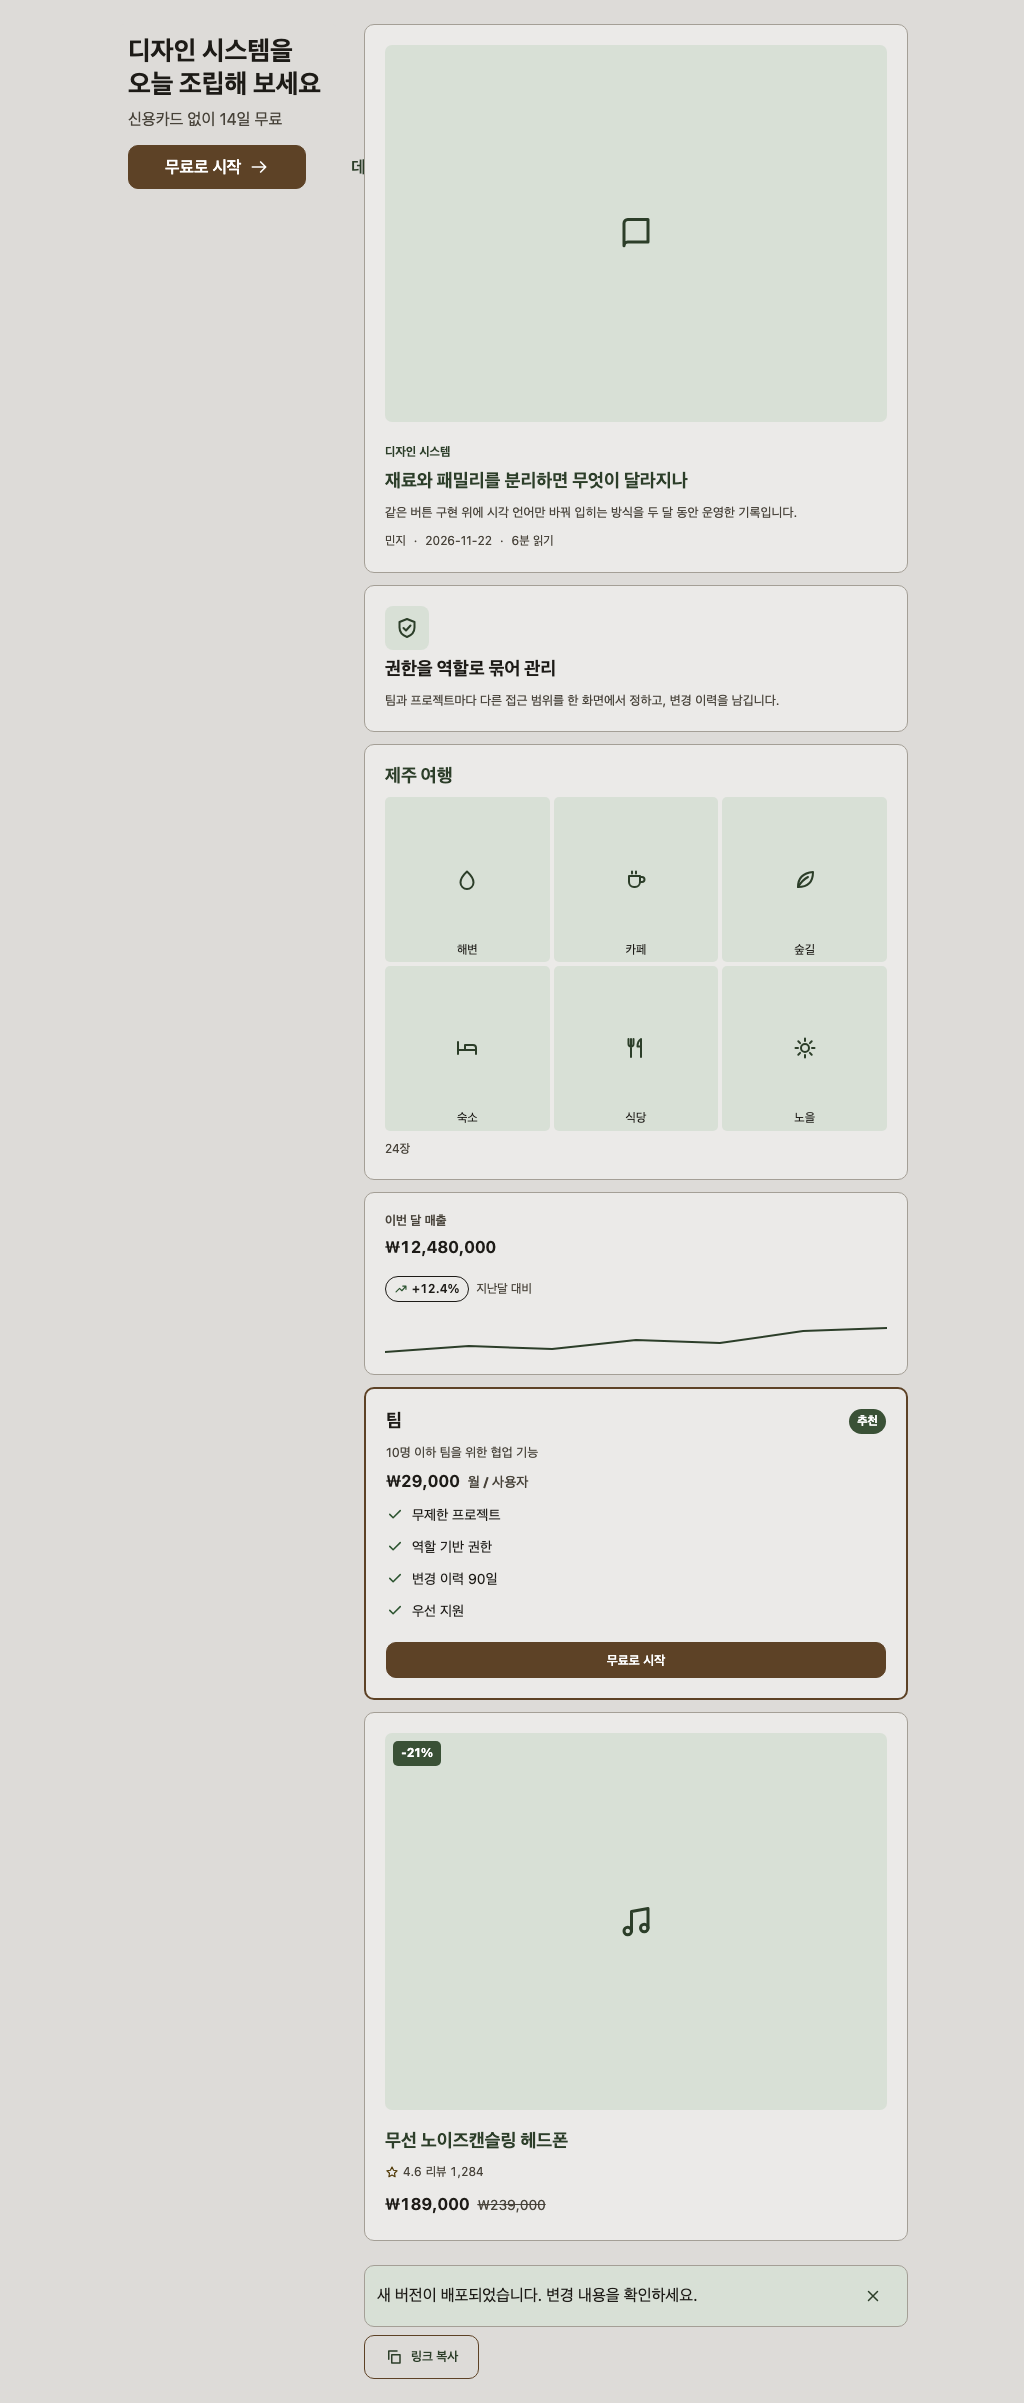 디자인 시스템을
오늘 조립해 보세요
신용카드 없이 14일 무료
무료로 시작
데
디자인 시스템
재료와 패밀리를 분리하면 무엇이 달라지나
같은 버튼 구현 위에 시각 언어만 바꿔 입히는 방식을 두 달 동안 운영한 기록입니다.
민지 · 2026-11-22 · 6분 읽기
권한을 역할로 묶어 관리
팀과 프로젝트마다 다른 접근 범위를 한 화면에서 정하고, 변경 이력을 남깁니다.
제주 여행
해변 카페 숲길
숙소 식당 노을
24장
이번 달 매출
₩12,480,000
+12.4% 지난달 대비
팀 추천
10명 이하 팀을 위한 협업 기능
₩29,000 월 / 사용자
무제한 프로젝트
역할 기반 권한
변경 이력 90일
우선 지원
무료로 시작
-21%
무선 노이즈캔슬링 헤드폰
4.6 리뷰 1,284
₩189,000 ₩239,000
새 버전이 배포되었습니다. 변경 내용을 확인하세요.
링크 복사